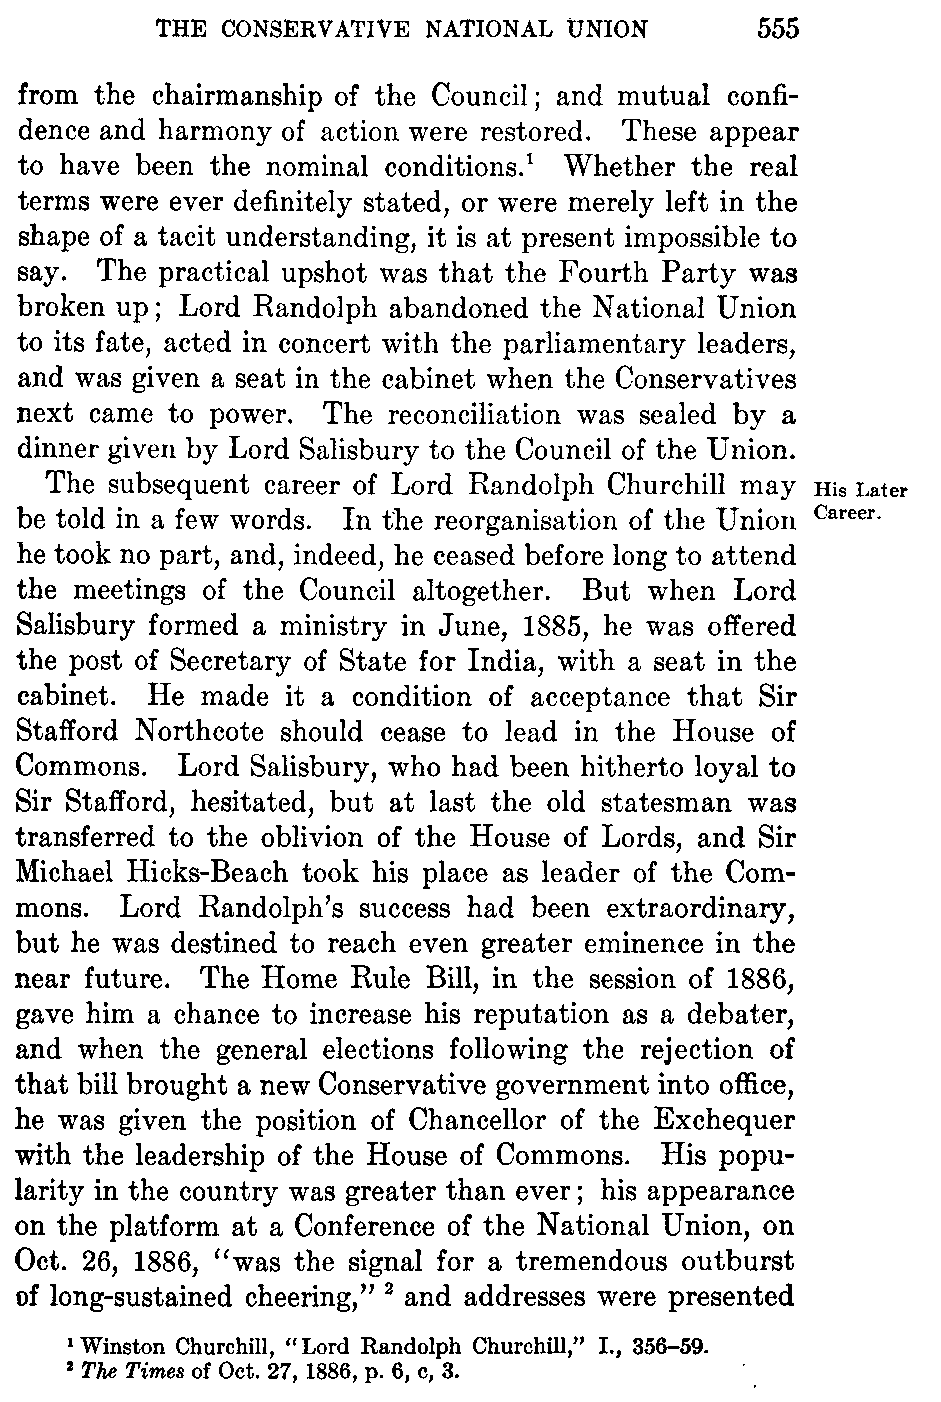 THE CONSERVATIVE NATIONAL UNION 555
from the chairmanship of the Council; and mutual confi-
dence and harmony of action were restored. These appear
to have been the nominal conditions.¹ Whether the real
terms were ever definitely stated, or were merely left in the
shape of a tacit understanding, it is at present impossible to
say. The practical upshot was that the Fourth Party was
broken up; Lord Randolph abandoned the National Union
to its fate, acted in concert with the parliamentary leaders,
and was given a seat in the cabinet when the Conservatives
next came to power. The reconciliation was sealed by a
dinner given by Lord Salisbury to the Council of the Union.
The subsequent career of Lord Randolph Churchill may
be told in a few words. In the reorganisation of the Union
he took no part, and, indeed, he ceased before long to attend
the meetings of the Council altogether. But when Lord
Salisbury formed a ministry in June, 1885, he was offered
the post of Secretary of State for India, with a seat in the
cabinet. He made it a condition of acceptance that Sir
Stafford Northcote should cease to lead in the House of
Commons. Lord Salisbury, who had been hitherto loyal to
Sir Stafford, hesitated, but at last the old statesman was
transferred to the oblivion of the House of Lords, and Sir
Michael Hicks-Beach took his place as leader of the Com-
mons. Lord Randolph's success had been extraordinary,
but he was destined to reach even greater eminence in the
near future. The Home Rule Bill, in the session of 1886,
gave him a chance to increase his reputation as a debater,
and when the general elections following the rejection of
that bill brought a new Conservative government into office,
he was given the position of Chancellor of the Exchequer
with the leadership of the House of Commons. His popu-
larity in the country was greater than ever; his appearance
on the platform at a Conference of the National Union, on
Oct. 26, 1886, "was the signal for a tremendous outburst
of long-sustained cheering," ² and addresses were presented
His Later
Career.
¹ Winston Churchill, "Lord Randolph Churchill," I., 356–59.
² The Times of Oct. 27, 1886, p. 6, c, 3.